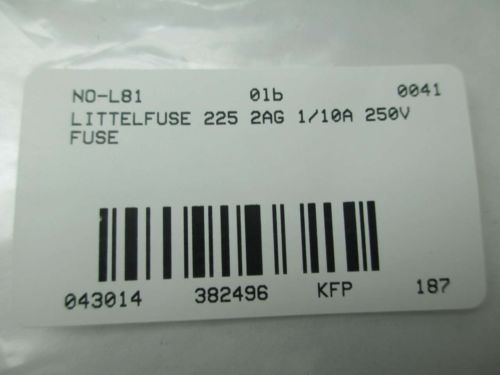 NO-L81 01b 0041
LITTELFUSE 225 2AG 1/10A 250V
FUSE
043014 382496 KFP 187